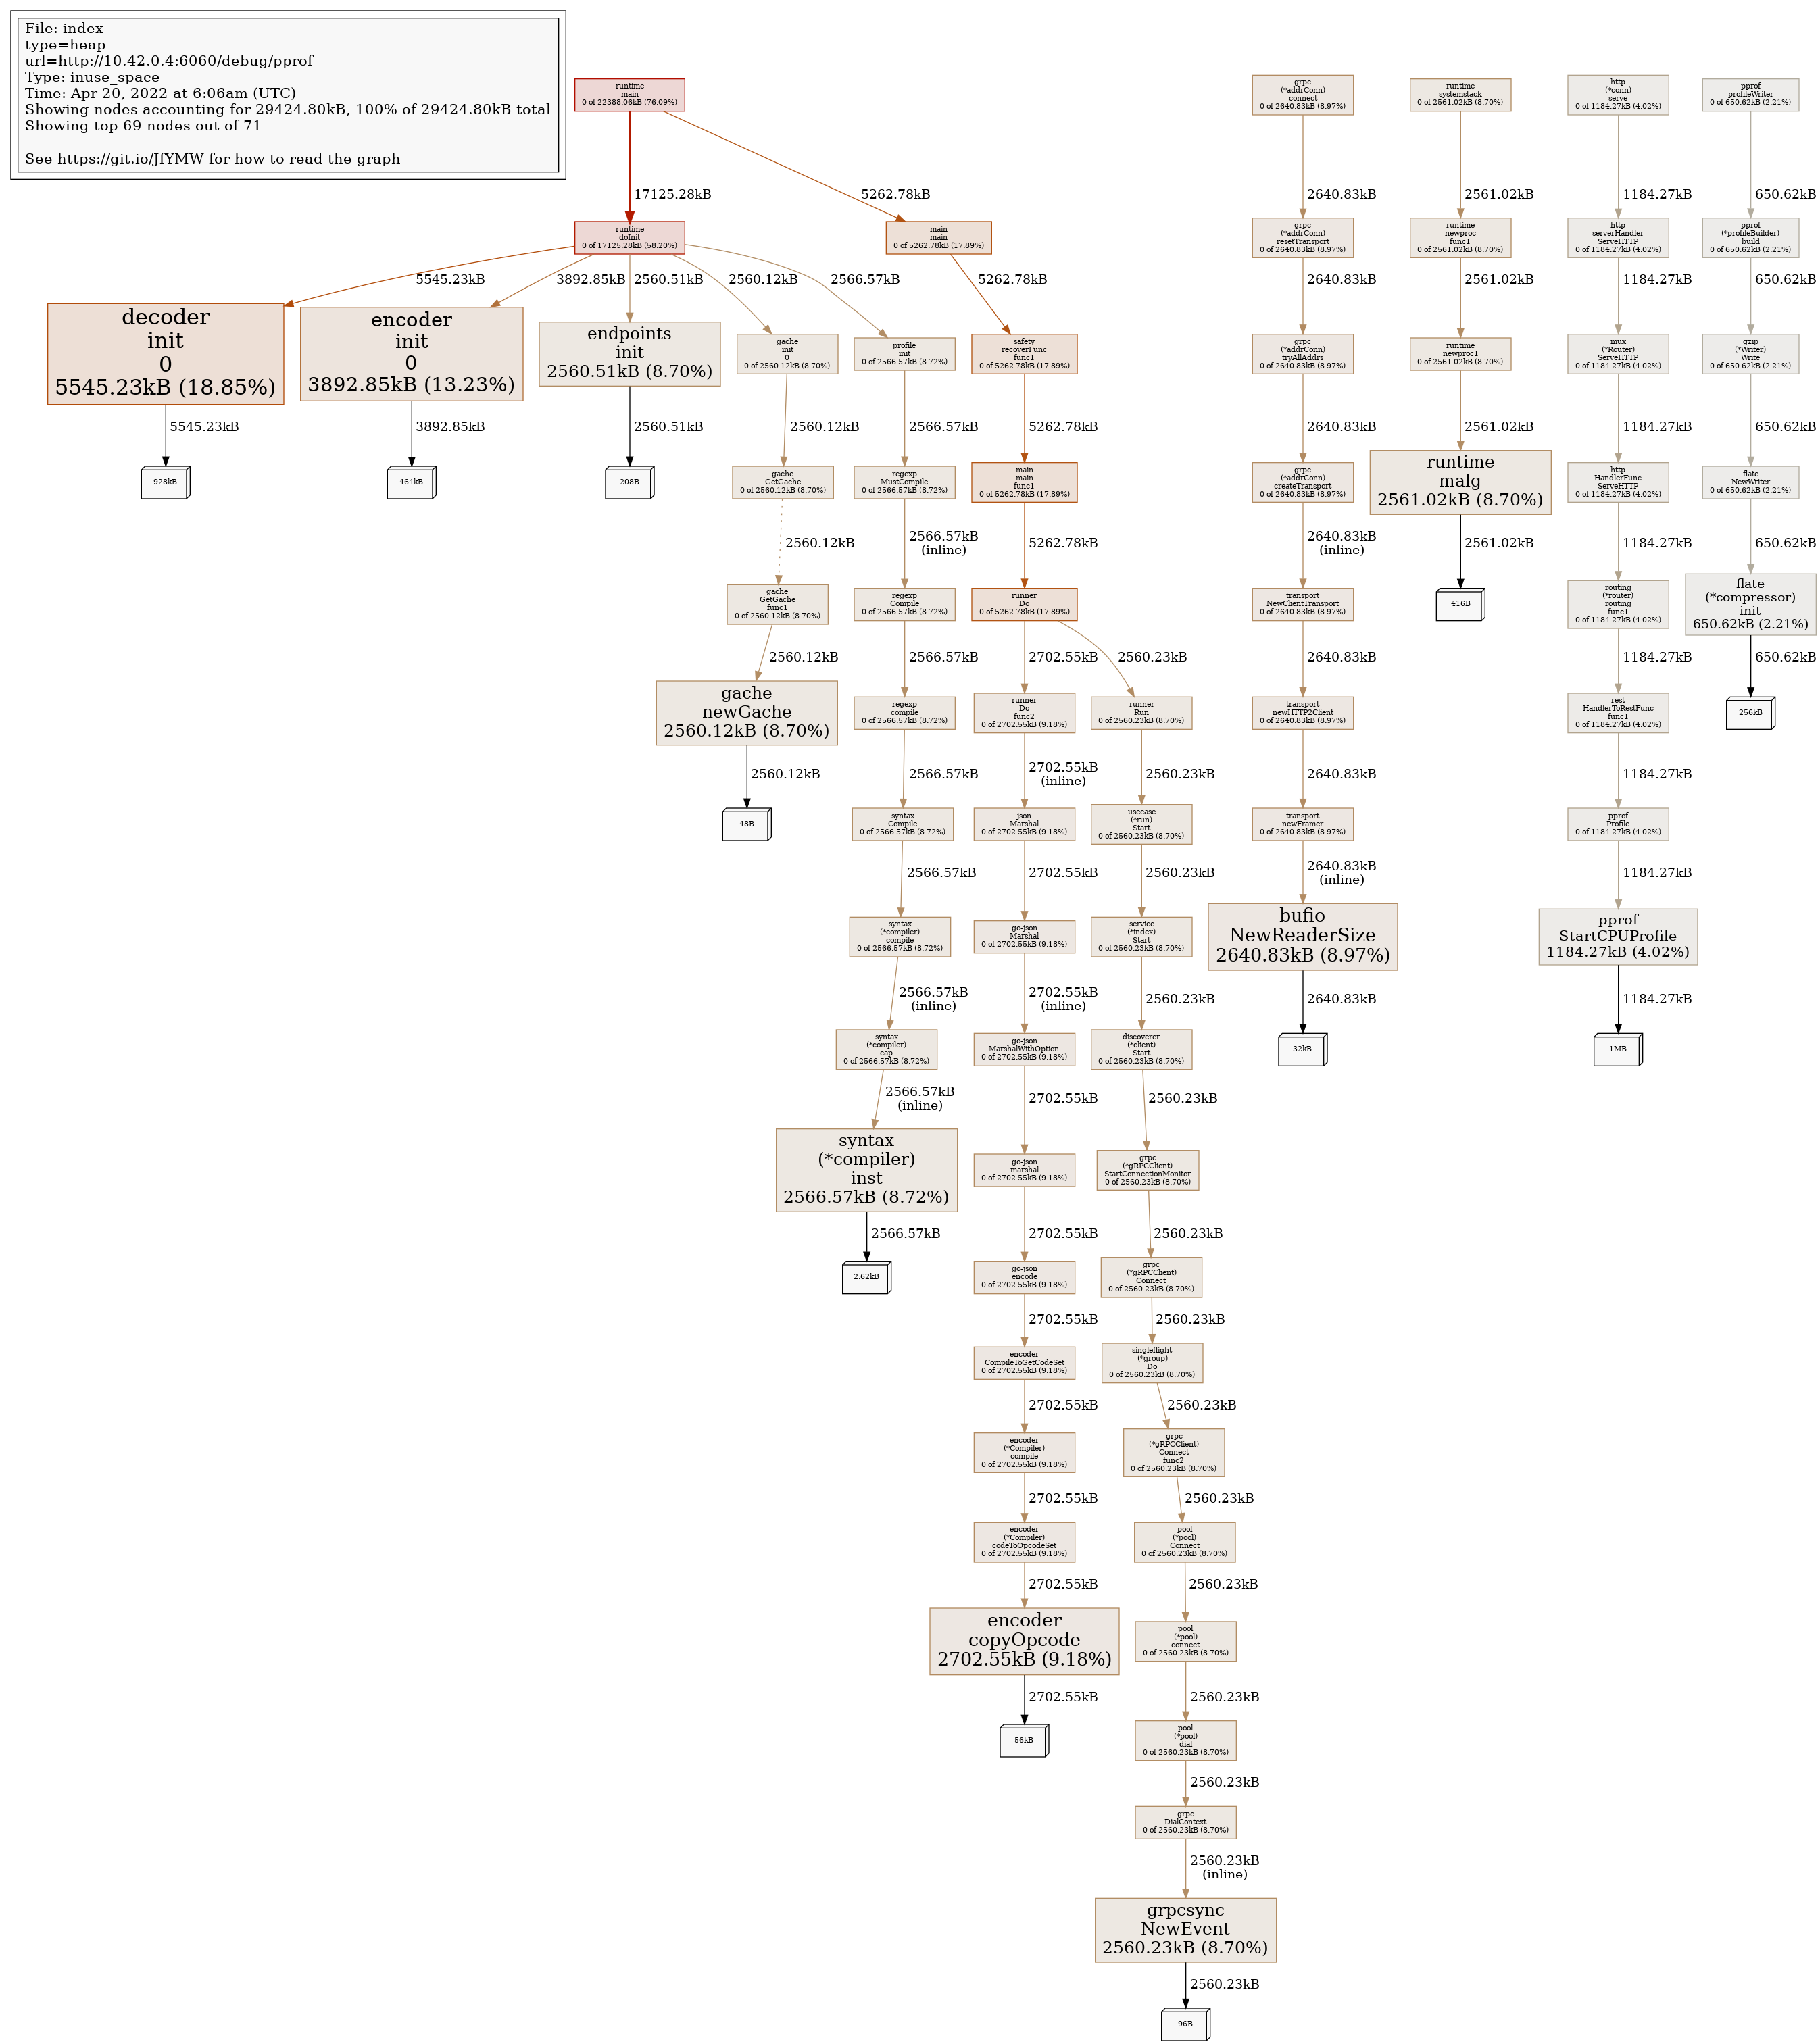 File: index
type=heap
url=http://10.42.0.4:6060/debug/pprof
Type: inuse_space
Time: Apr 20, 2022 at 6:06am (UTC)
Showing nodes accounting for 29424.80kB, 100% of 29424.80kB total
Showing top 69 nodes out of 71
See https://git.io/JfYMW for how to read the graph
runtime
main
0 of 22388.06kB (76.09%)
17125.28kB
5262.78kB
runtime
doInit
0 of 17125.28kB (58.20%)
main
main
0 of 5262.78kB (17.89%)
5545.23kB
3892.85kB
2560.51kB
2560.12kB
2566.57kB
5262.78kB
decoder
init
0
5545.23kB (18.85%)
5545.23kB
928kB
encoder
init
0
3892.85kB (13.23%)
3892.85kB
464kB
endpoints
init
2560.51kB (8.70%)
2560.51kB
208B
gache
init
0
0 of 2560.12kB (8.70%)
2560.12kB
gache
GetGache
0 of 2560.12kB (8.70%)
2560.12kB
gache
GetGache
func1
0 of 2560.12kB (8.70%)
2560.12kB
gache
newGache
2560.12kB (8.70%)
2560.12kB
48B
profile
init
0 of 2566.57kB (8.72%)
2566.57kB
regexp
MustCompile
0 of 2566.57kB (8.72%)
2566.57kB
(inline)
regexp
Compile
0 of 2566.57kB (8.72%)
2566.57kB
regexp
compile
0 of 2566.57kB (8.72%)
2566.57kB
syntax
Compile
0 of 2566.57kB (8.72%)
2566.57kB
syntax
(*compiler)
compile
0 of 2566.57kB (8.72%)
2566.57kB
(inline)
syntax
(*compiler)
cap
0 of 2566.57kB (8.72%)
2566.57kB
(inline)
syntax
(*compiler)
inst
2566.57kB (8.72%)
2566.57kB
2.62kB
safety
recoverFunc
func1
0 of 5262.78kB (17.89%)
5262.78kB
main
main
func1
0 of 5262.78kB (17.89%)
5262.78kB
runner
Do
0 of 5262.78kB (17.89%)
2702.55kB
2560.23kB
runner
Do
func2
0 of 2702.55kB (9.18%)
2702.55kB
(inline)
json
Marshal
0 of 2702.55kB (9.18%)
2702.55kB
go-json
Marshal
0 of 2702.55kB (9.18%)
2702.55kB
(inline)
go-json
MarshalWithOption
0 of 2702.55kB (9.18%)
2702.55kB
go-json
marshal
0 of 2702.55kB (9.18%)
2702.55kB
go-json
encode
0 of 2702.55kB (9.18%)
2702.55kB
encoder
CompileToGetCodeSet
0 of 2702.55kB (9.18%)
2702.55kB
encoder
(*Compiler)
compile
0 of 2702.55kB (9.18%)
2702.55kB
encoder
(*Compiler)
codeToOpcodeSet
0 of 2702.55kB (9.18%)
2702.55kB
encoder
copyOpcode
2702.55kB (9.18%)
2702.55kB
56kB
runner
Run
0 of 2560.23kB (8.70%)
2560.23kB
usecase
(*run)
Start
0 of 2560.23kB (8.70%)
2560.23kB
service
(*index)
Start
0 of 2560.23kB (8.70%)
2560.23kB
discoverer
(*client)
Start
0 of 2560.23kB (8.70%)
2560.23kB
grpc
(*gRPCClient)
StartConnectionMonitor
0 of 2560.23kB (8.70%)
2560.23kB
grpc
(*gRPCClient)
Connect
0 of 2560.23kB (8.70%)
2560.23kB
singleflight
(*group)
Do
0 of 2560.23kB (8.70%)
2560.23kB
grpc
(*gRPCClient)
Connect
func2
0 of 2560.23kB (8.70%)
2560.23kB
pool
(*pool)
Connect
0 of 2560.23kB (8.70%)
2560.23kB
pool
(*pool)
connect
0 of 2560.23kB (8.70%)
2560.23kB
pool
(*pool)
dial
0 of 2560.23kB (8.70%)
2560.23kB
grpc
DialContext
0 of 2560.23kB (8.70%)
2560.23kB
(inline)
grpcsync
NewEvent
2560.23kB (8.70%)
2560.23kB
96B
grpc
(*addrConn)
connect
0 of 2640.83kB (8.97%)
2640.83kB
grpc
(*addrConn)
resetTransport
0 of 2640.83kB (8.97%)
2640.83kB
grpc
(*addrConn)
tryAllAddrs
0 of 2640.83kB (8.97%)
2640.83kB
grpc
(*addrConn)
createTransport
0 of 2640.83kB (8.97%)
2640.83kB
(inline)
transport
NewClientTransport
0 of 2640.83kB (8.97%)
2640.83kB
transport
newHTTP2Client
0 of 2640.83kB (8.97%)
2640.83kB
transport
newFramer
0 of 2640.83kB (8.97%)
2640.83kB
(inline)
bufio
NewReaderSize
2640.83kB (8.97%)
2640.83kB
32kB
runtime
systemstack
0 of 2561.02kB (8.70%)
2561.02kB
runtime
newproc
func1
0 of 2561.02kB (8.70%)
2561.02kB
runtime
newproc1
0 of 2561.02kB (8.70%)
2561.02kB
runtime
malg
2561.02kB (8.70%)
2561.02kB
416B
http
(*conn)
serve
0 of 1184.27kB (4.02%)
1184.27kB
http
serverHandler
ServeHTTP
0 of 1184.27kB (4.02%)
1184.27kB
mux
(*Router)
ServeHTTP
0 of 1184.27kB (4.02%)
1184.27kB
http
HandlerFunc
ServeHTTP
0 of 1184.27kB (4.02%)
1184.27kB
routing
(*router)
routing
func1
0 of 1184.27kB (4.02%)
1184.27kB
rest
HandlerToRestFunc
func1
0 of 1184.27kB (4.02%)
1184.27kB
pprof
Profile
0 of 1184.27kB (4.02%)
1184.27kB
pprof
StartCPUProfile
1184.27kB (4.02%)
1184.27kB
1MB
pprof
profileWriter
0 of 650.62kB (2.21%)
650.62kB
pprof
(*profileBuilder)
build
0 of 650.62kB (2.21%)
650.62kB
gzip
(*Writer)
Write
0 of 650.62kB (2.21%)
650.62kB
flate
NewWriter
0 of 650.62kB (2.21%)
650.62kB
flate
(*compressor)
init
650.62kB (2.21%)
650.62kB
256kB